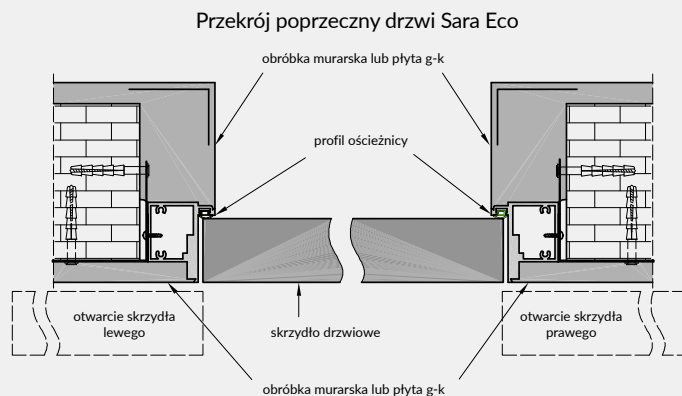 Przekrój poprzeczny drzwi Sara Eco
obróbka murarska lub płyta g-k
profil ościeżnicy
otwarcie skrzydła
lewego
skrzydło drzwiowe
otwarcie skrzydła
prawego
obróbka murarska lub płyta g-k